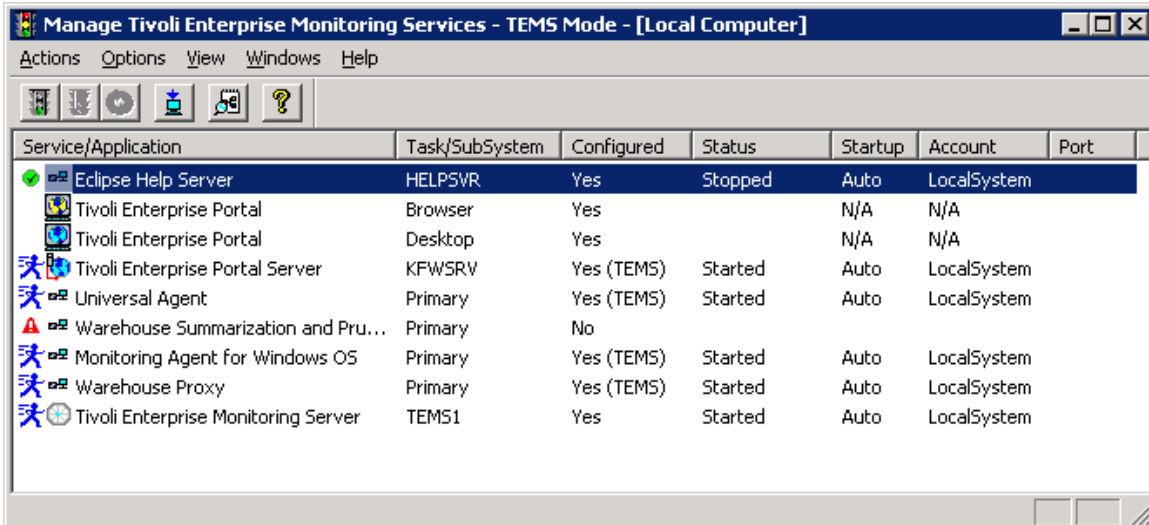 Manage Tivoli Enterprise Monitoring Services - TEMS Mode - [Local Computer]
Actions Options View Windows Help
Service/Application Task/SubSystem Configured Status Startup Account Port
Eclipse Help Server HELPSVR Yes Stopped Auto LocalSystem
Tivoli Enterprise Portal Browser Yes N/A N/A
Tivoli Enterprise Portal Desktop Yes N/A N/A
Tivoli Enterprise Portal Server KFWSRV Yes (TEMS) Started Auto LocalSystem
Universal Agent Primary Yes (TEMS) Started Auto LocalSystem
Warehouse Summarization and Pru... Primary No
Monitoring Agent for Windows OS Primary Yes (TEMS) Started Auto LocalSystem
Warehouse Proxy Primary Yes (TEMS) Started Auto LocalSystem
Tivoli Enterprise Monitoring Server TEMS1 Yes Started Auto LocalSystem